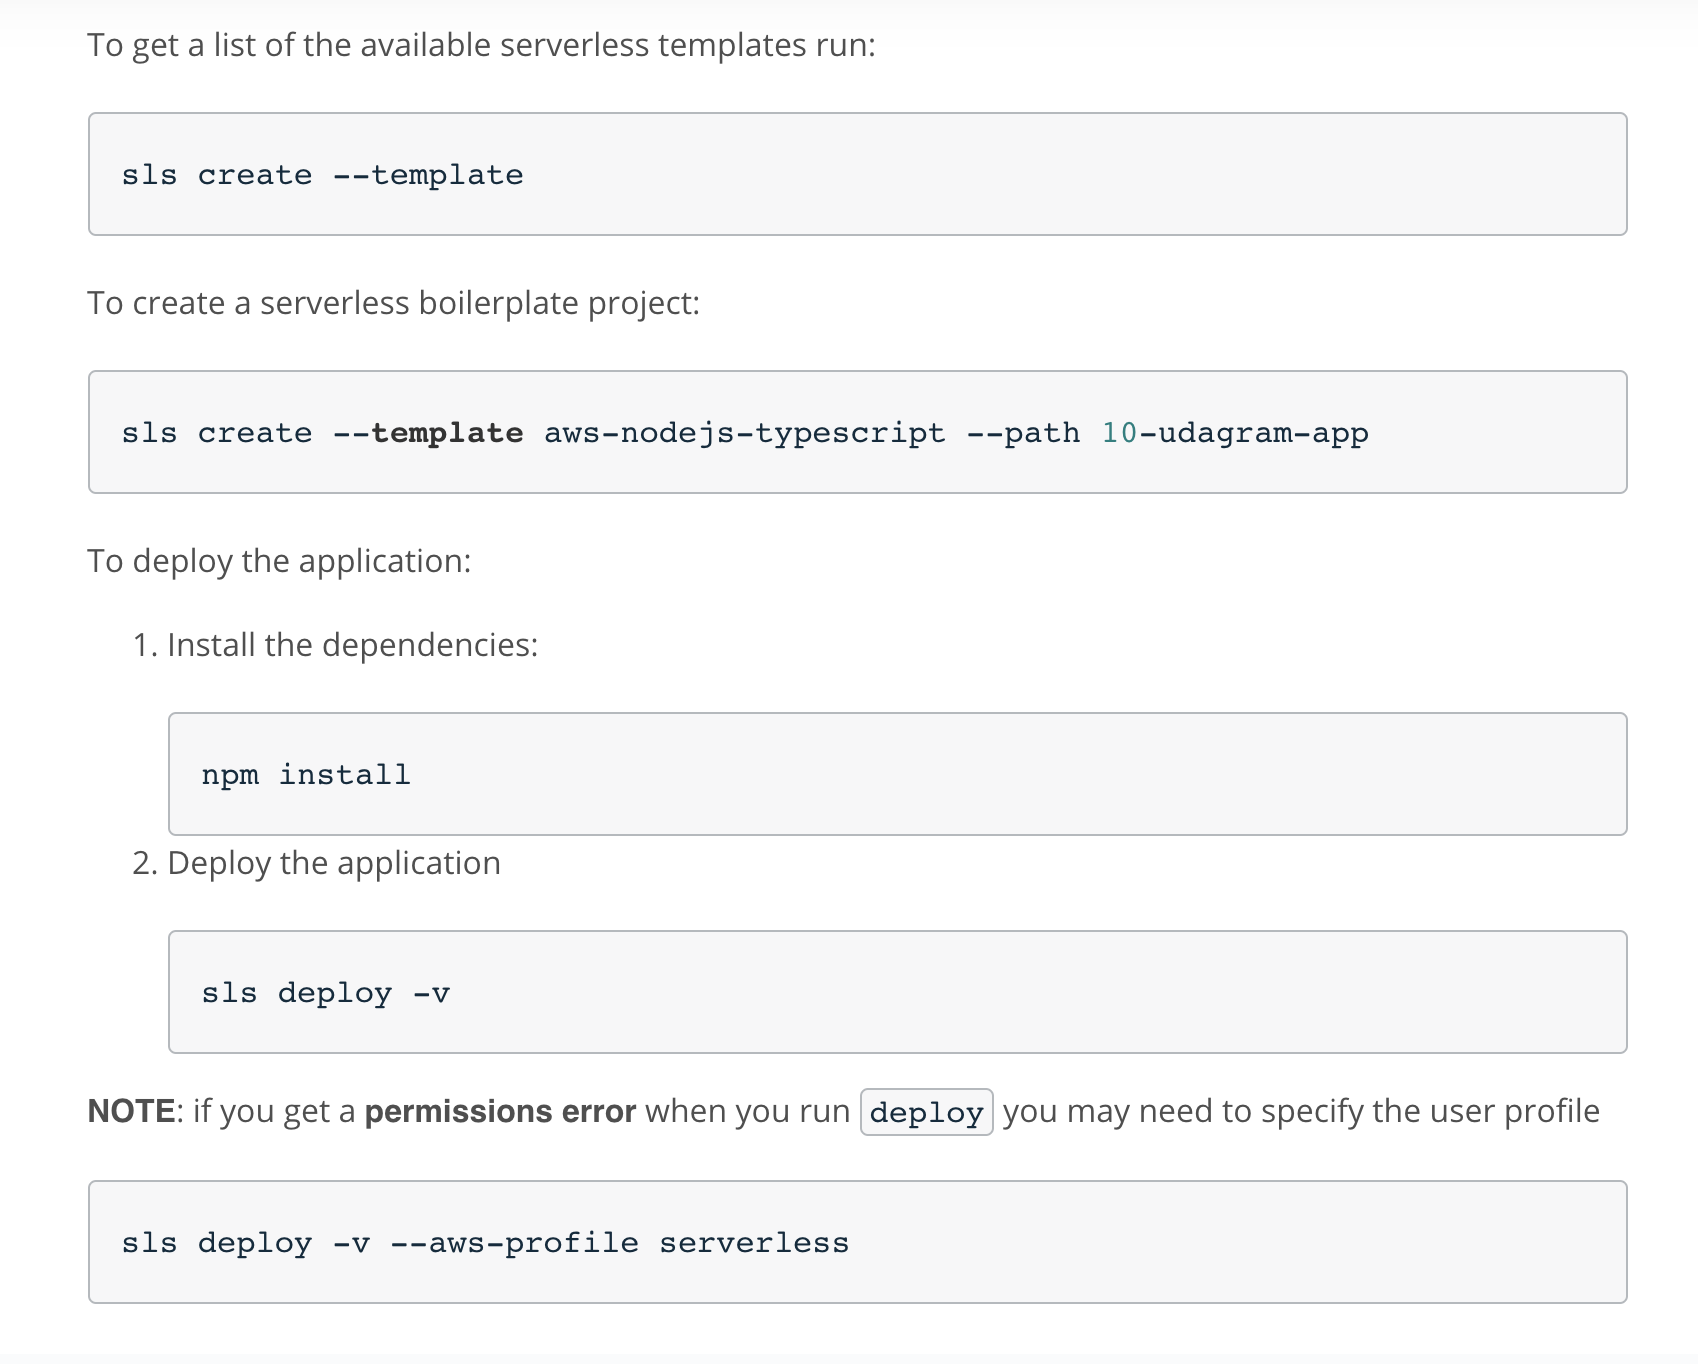 To get a list of the available serverless templates run:
sls create --template
To create a serverless boilerplate project:
sls create --template aws-nodejs-typescript --path 10-udagram-app
To deploy the application:
1. Install the dependencies:
npm install
2. Deploy the application
sls deploy -v
NOTE: if you get a permissions error when you run deploy you may need to specify the user profile
sls deploy -v --aws-profile serverless